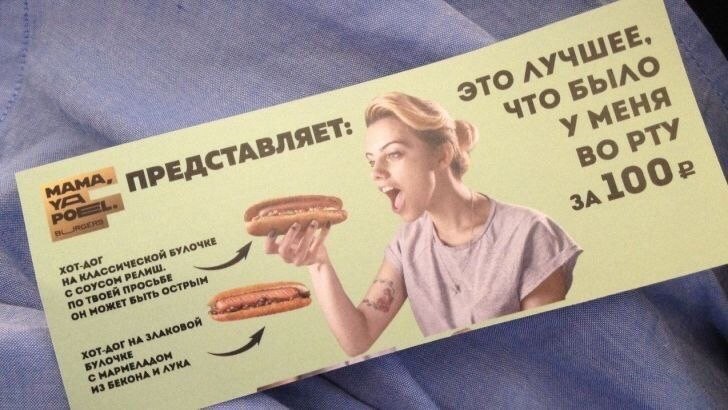 MAMA,
YA
POEL.
BURGERS
ПРЕДСТАВЛЯЕТ:
ЭТО ЛУЧШЕЕ,
ЧТО БЫЛО
У МЕНЯ
ВО РТУ
ЗА 100 ₽
ХОТ-ДОГ
НА КЛАССИЧЕСКОЙ БУЛОЧКЕ
С СОУСОМ РЕЛИШ.
ПО ТВОЕЙ ПРОСЬБЕ
ОН МОЖЕТ БЫТЬ ОСТРЫМ
ХОТ-ДОГ НА ЗЛАКОВОЙ
БУЛОЧКЕ
С МАРМЕЛАДОМ
ИЗ БЕКОНА И ЛУКА